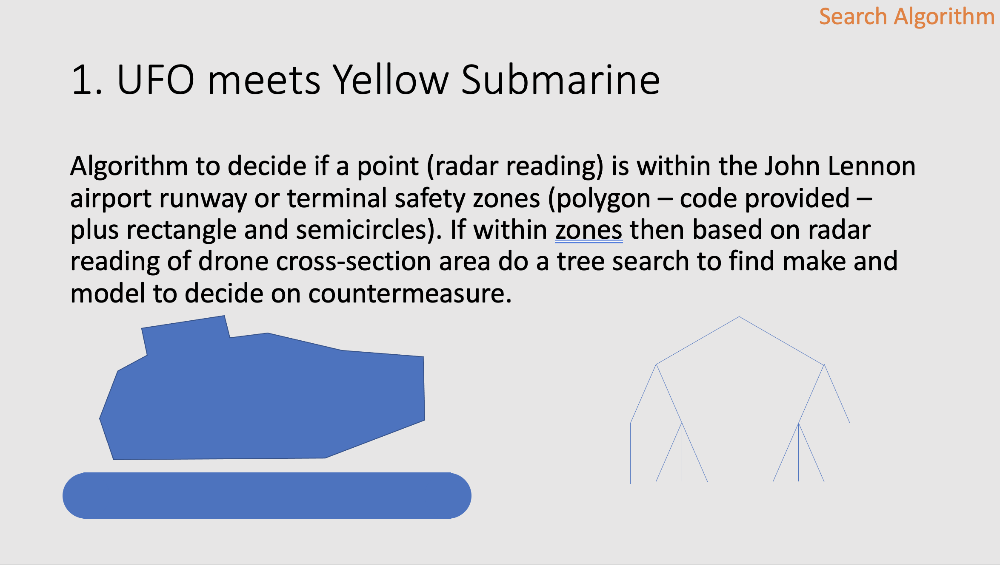 Search Algorithm
1. UFO meets Yellow Submarine
Algorithm to decide if a point (radar reading) is within the John Lennon
airport runway or terminal safety zones (polygon – code provided –
plus rectangle and semicircles). If within zones then based on radar
reading of drone cross-section area do a tree search to find make and
model to decide on countermeasure.